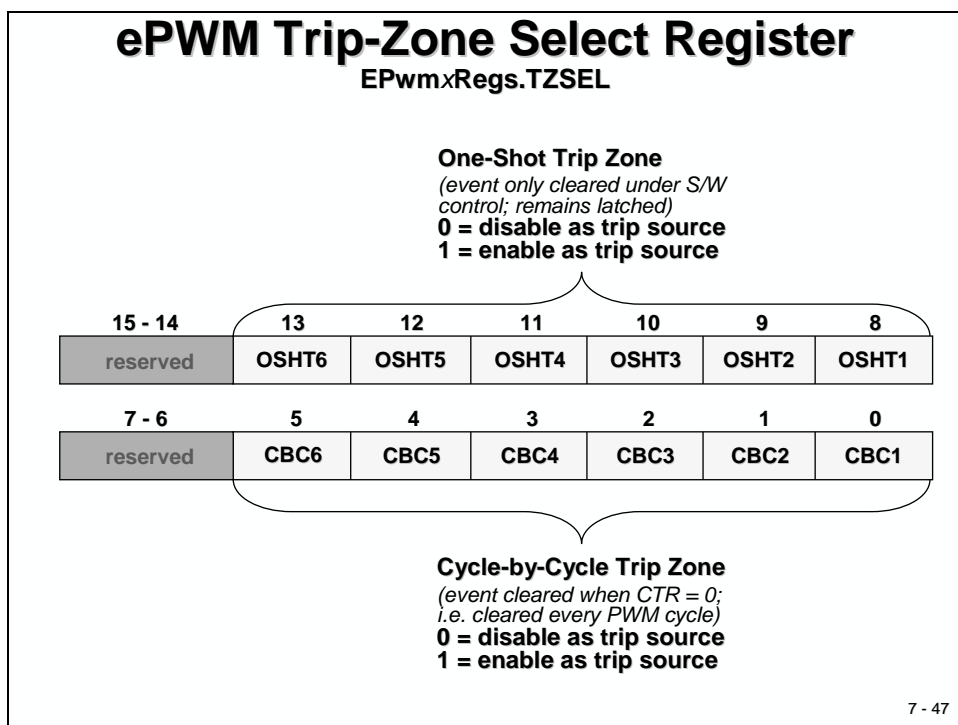 ePWM Trip-Zone Select Register
EPwmxRegs.TZSEL
One-Shot Trip Zone
(event only cleared under S/W
control; remains latched)
0 = disable as trip source
1 = enable as trip source
15 - 14 13 12 11 10 9 8
reserved OSHT6 OSHT5 OSHT4 OSHT3 OSHT2 OSHT1
7 - 6 5 4 3 2 1 0
reserved CBC6 CBC5 CBC4 CBC3 CBC2 CBC1
Cycle-by-Cycle Trip Zone
(event cleared when CTR = 0;
i.e. cleared every PWM cycle)
0 = disable as trip source
1 = enable as trip source
7 - 47